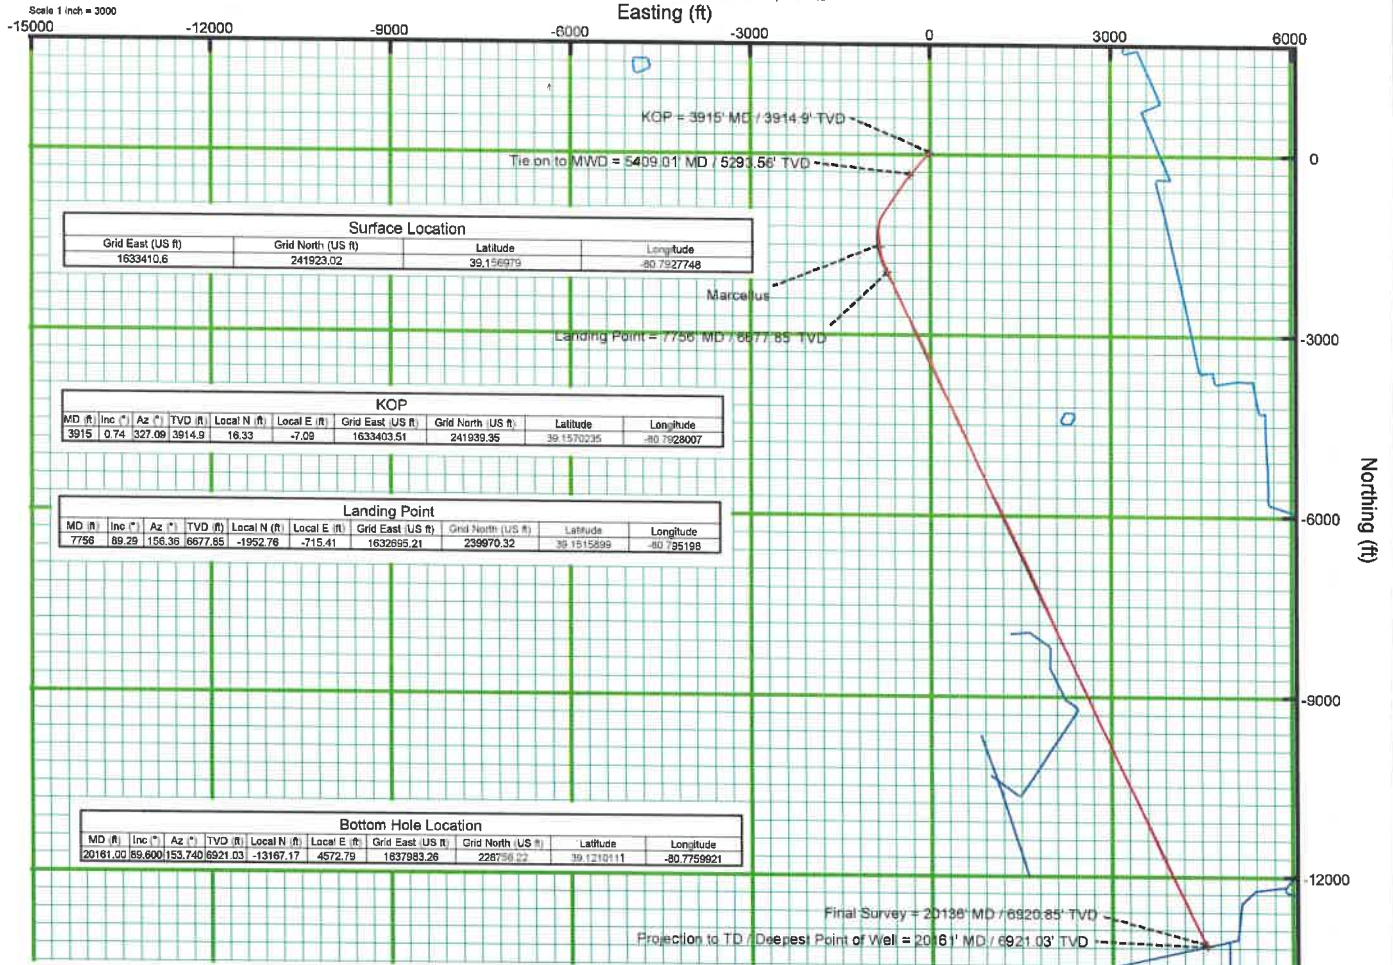 Scale 1 inch = 3000
Easting (ft)
-15000 -12000 -9000 -6000 -3000 0 3000 6000
KOP = 3915' MD / 3914.9' TVD
Tie on to MWD = 5409.01' MD / 5293.56' TVD
0
Surface Location
Grid East (US ft) Grid North (US ft) Latitude Longitude
1633410.6 241923.02 39.156979 -80.7927748
Marcellus
Landing Point = 7756' MD / 6677.85' TVD
-3000
KOP
MD (ft) Inc (°) Az (°) TVD (ft) Local N (ft) Local E (ft) Grid East (US ft) Grid North (US ft) Latitude Longitude
3915 0.74 327.09 3914.9 16.33 -7.09 1633403.51 241939.35 39.1570235 -80.7928007
Northing (ft)
Landing Point
MD (ft) Inc (°) Az (°) TVD (ft) Local N (ft) Local E (ft) Grid East (US ft) Grid North (US ft) Latitude Longitude
7756 89.29 156.36 6677.85 -1952.76 -715.41 1632695.21 239970.32 39.1515899 -80.795198
-6000
-9000
Bottom Hole Location
MD (ft) Inc (°) Az (°) TVD (ft) Local N (ft) Local E (ft) Grid East (US ft) Grid North (US ft) Latitude Longitude
20161.00 89.600 153.740 6921.03 -13167.17 4572.79 1637983.26 228756.22 39.1210111 -80.7759921
-12000
Final Survey = 20136' MD / 6920.85' TVD
Projection to TD / Deepest Point of Well = 20161' MD / 6921.03' TVD